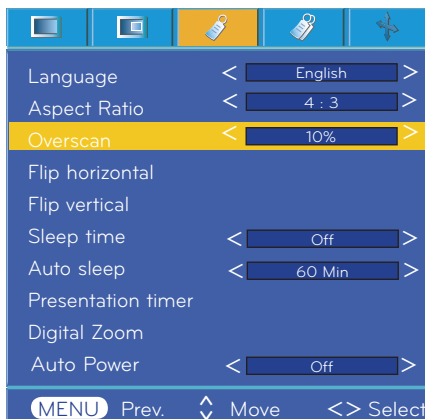 Language < English >
Aspect Ratio < 4 : 3 >
Overscan < 10% >
Flip horizontal
Flip vertical
Sleep time < Off >
Auto sleep < 60 Min >
Presentation timer
Digital Zoom
Auto Power < Off >
MENU Prev. Move <> Select